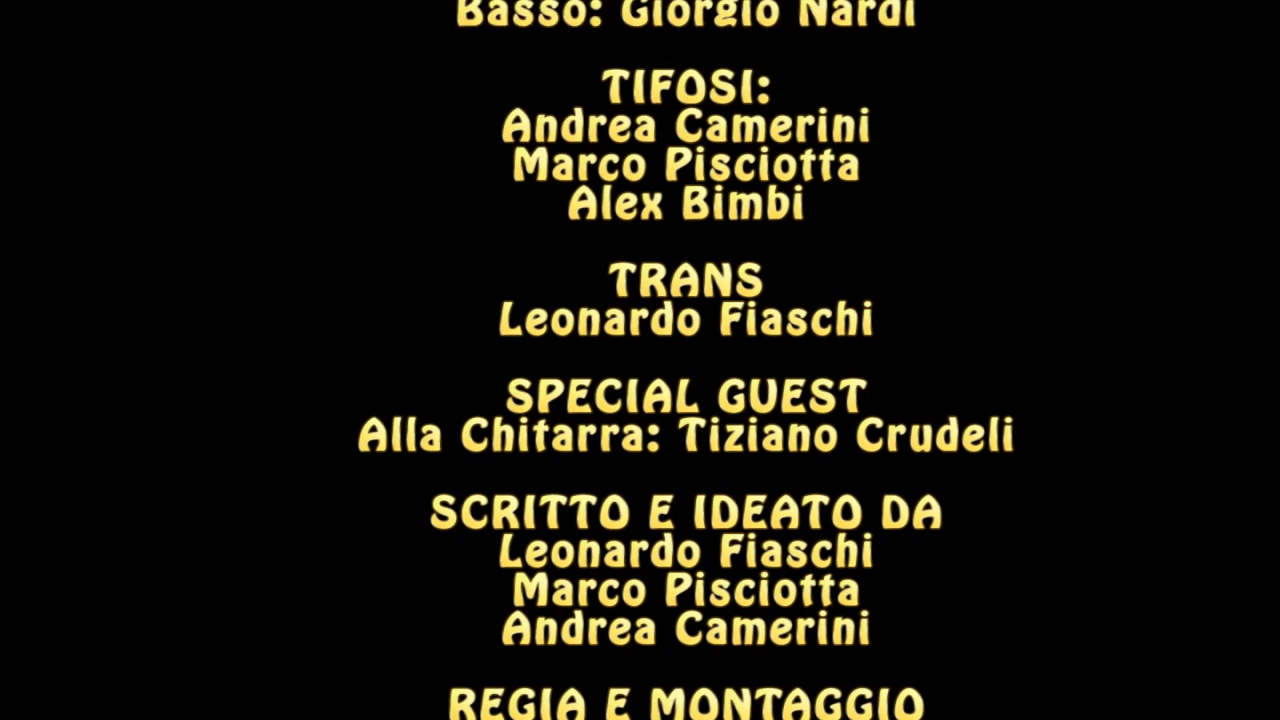 Basso: Giorgio Nardi
TIFOSI:
Andrea Camerini
Marco Pisciotta
Alex Bimbi
TRANS
Leonardo Fiaschi
SPECIAL GUEST
Alla Chitarra: Tiziano Crudeli
SCRITTO E IDEATO DA
Leonardo Fiaschi
Marco Pisciotta
Andrea Camerini
REGIA E MONTAGGIO